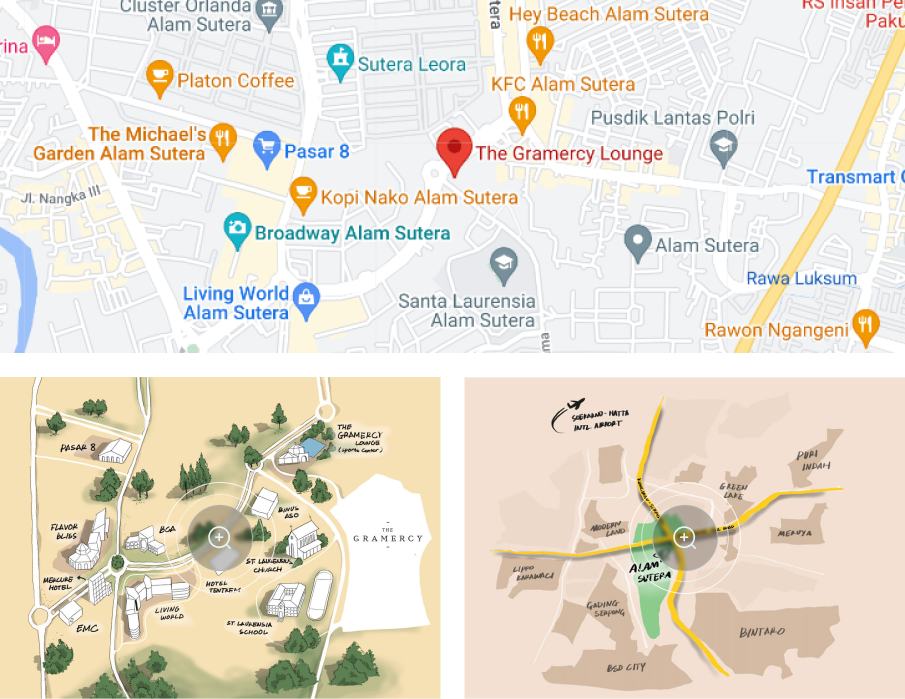 Cluster Orlanda
Alam Sutera
tera
Hey Beach Alam Sutera
RS Insan Per
Paku
rina
Platon Coffee
Sutera Leora
KFC Alam Sutera
Pusdik Lantas Polri
The Michael's
Garden Alam Sutera
Pasar 8
The Gramercy Lounge
Transmart C
Jl. Nangka III
Kopi Nako Alam Sutera
Broadway Alam Sutera
Alam Sutera
Rawa Luksum
Living World
Alam Sutera
Santa Laurensia
Alam Sutera
Rawon Ngangeni
ma
PASAR 8
THE
GRAMERCY
LOUNGE
(sports center)
FLAVOR
BLISS
BCA
BINUS
ASO
THE
GRAMERCY
MERCURE
HOTEL
HOTEL
ST. LAURENSIA
CHURCH
EMC
LIVING
WORLD
ST. LAURENSIA
SCHOOL
SOEKARNO-HATTA
INTL. AIRPORT
PURI
INDAH
GREEN
LAKE
MODERN
LAND
MERUYA
LIPPO
KARAWACI
ALAM
SUTERA
GADING
SERPONG
BINTARO
BSD CITY